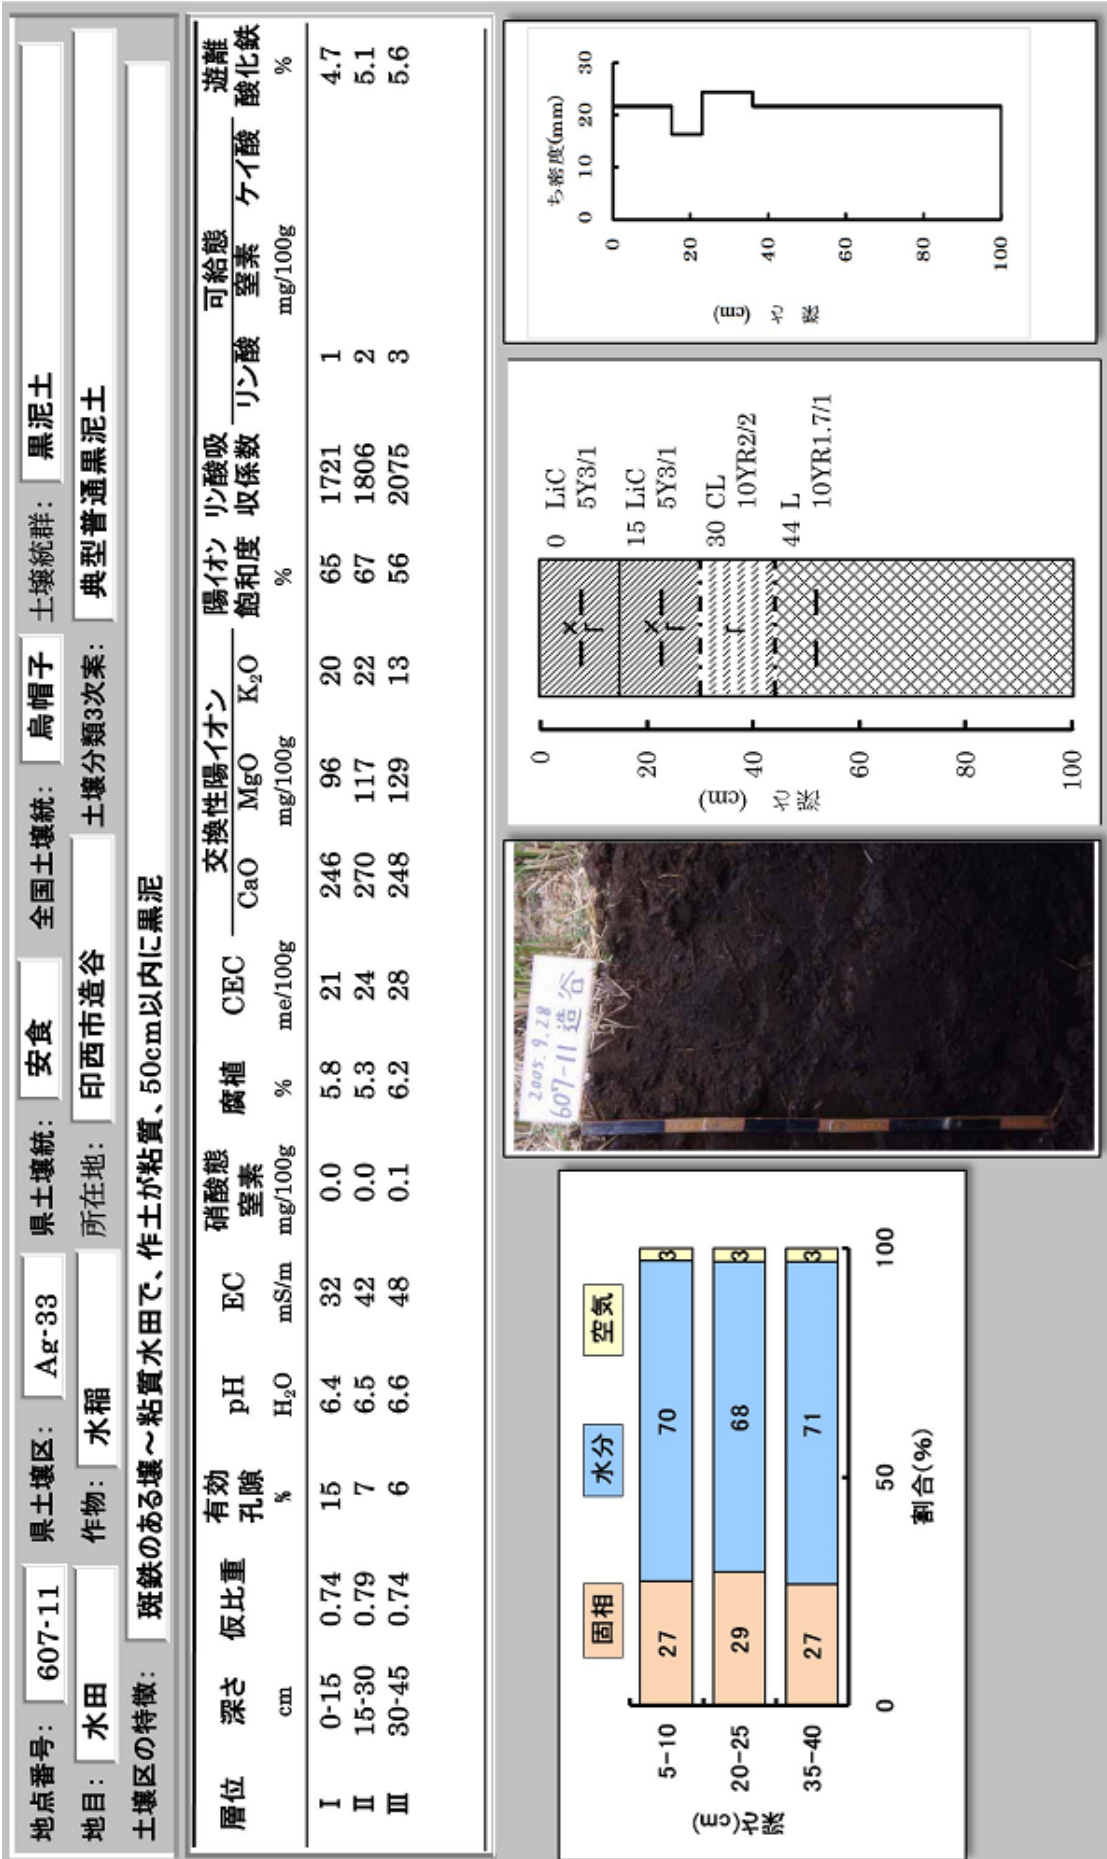 地点番号： 607-11 県土壌区： Ag-33 県土壌統： 安食 全国土壌統： 烏帽子 土壌統群： 黒泥土
地目： 水田 作物： 水稲 所在地： 印西市造谷 土壌分類3次案： 典型普通黒泥土
土壌区の特徴： 斑鉄のある壌～粘質水田で、作土が粘質、50cm以内に黒泥
層位 深さ 仮比重 有効孔隙 pH EC 硝酸態窒素 腐植 CEC 交換性陽イオン 陽イオン飽和度 リン酸吸収係数 可給態 遊離酸化鉄
CaO MgO K₂O リン酸 窒素 ケイ酸
cm % H₂O mS/m mg/100g % me/100g mg/100g % mg/100g %
Ⅰ 0-15 0.74 15 6.4 32 0.0 5.8 21 246 96 20 65 1721 1 4.7
Ⅱ 15-30 0.79 7 6.5 42 0.0 5.3 24 270 117 22 67 1806 2 5.1
Ⅲ 30-45 0.74 6 6.6 48 0.1 6.2 28 248 129 13 56 2075 3 5.6
固相 水分 空気
5-10 27 70 3
20-25 29 68 3
35-40 27 71 3
0 50 100
割合(%)
深さ(cm)
2005.9.28
607-11 造谷
0
20
40
60
80
100
深さ (cm)
0 LiC
5Y3/1
15 LiC
5Y3/1
30 CL
10YR2/2
44 L
10YR1.7/1
ち密度(mm)
0 10 20 30
0
20
40
60
80
100
深さ (cm)